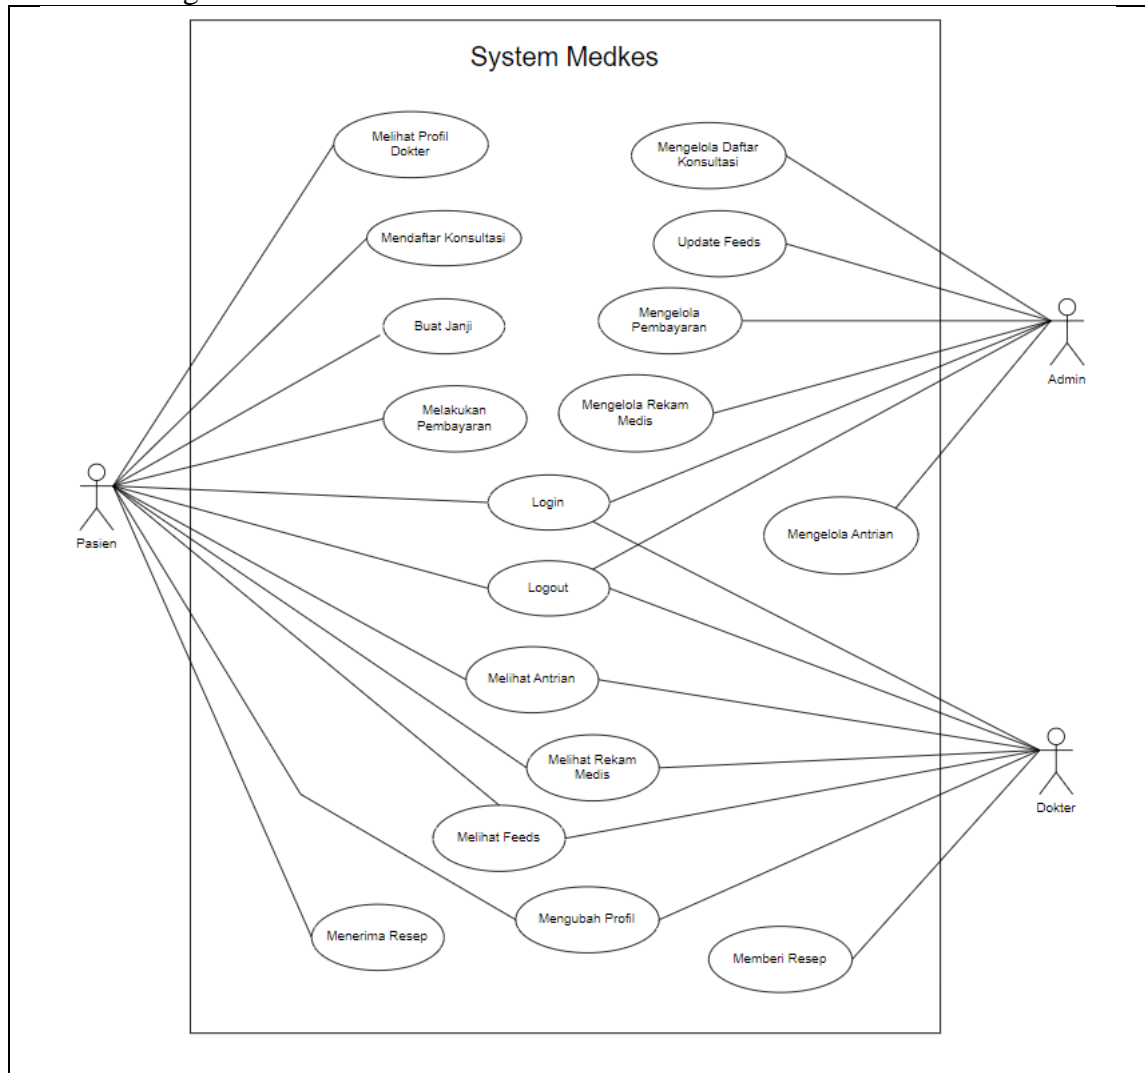 System Medkes
Melihat Profil
Dokter
Mengelola Daftar
Konsultasi
Mendaftar Konsultasi
Update Feeds
Buat Janji
Mengelola
Pembayaran
Admin
Melakukan
Pembayaran
Mengelola Rekam
Medis
Login
Pasien
Mengelola Antrian
Logout
Melihat Antrian
Melihat Rekam
Medis
Dokter
Melihat Feeds
Mengubah Profil
Menerima Resep
Memberi Resep